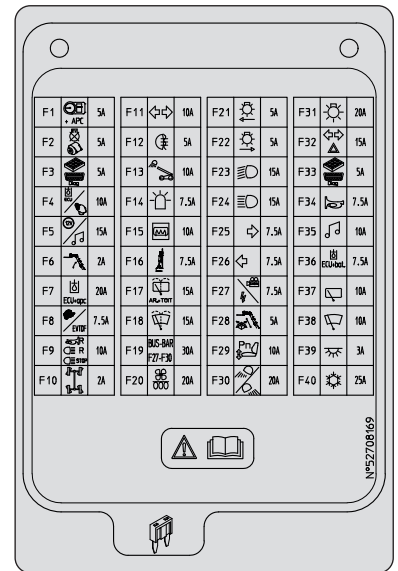 F1 + APC 5A F11 10A F21 5A F31 20A
F2 5A F12 5A F22 5A F32 15A
F3 Diag 5A F13 10A F23 15A F33 Diag 5A
F4 ECU 10A F14 7.5A F24 15A F34 7.5A
F5 12V 15A F15 10A F25 7.5A F35 10A
F6 2A F16 7.5A F26 7.5A F36 ECU+bat. 7.5A
F7 ECU+apc 20A F17 AR.+TOIT 15A F27 7.5A F37 10A
F8 EVTDF 7.5A F18 15A F28 5A F38 10A
F9 R STOP 10A F19 BUS-BAR F27-F30 30A F29 Pn 10A F39 3A
F10 2A F20 20A F30 20A F40 25A
N°52708169